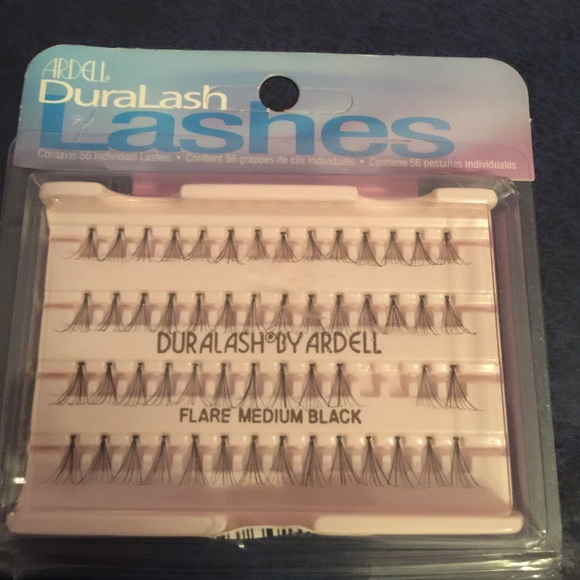 ARDELL®
DuraLash
Lashes
Contains 56 Individual Lashes • Contient 56 grappes de cils individuels • Contiene 56 pestañas individuales
DURALASH® BY ARDELL
FLARE MEDIUM BLACK